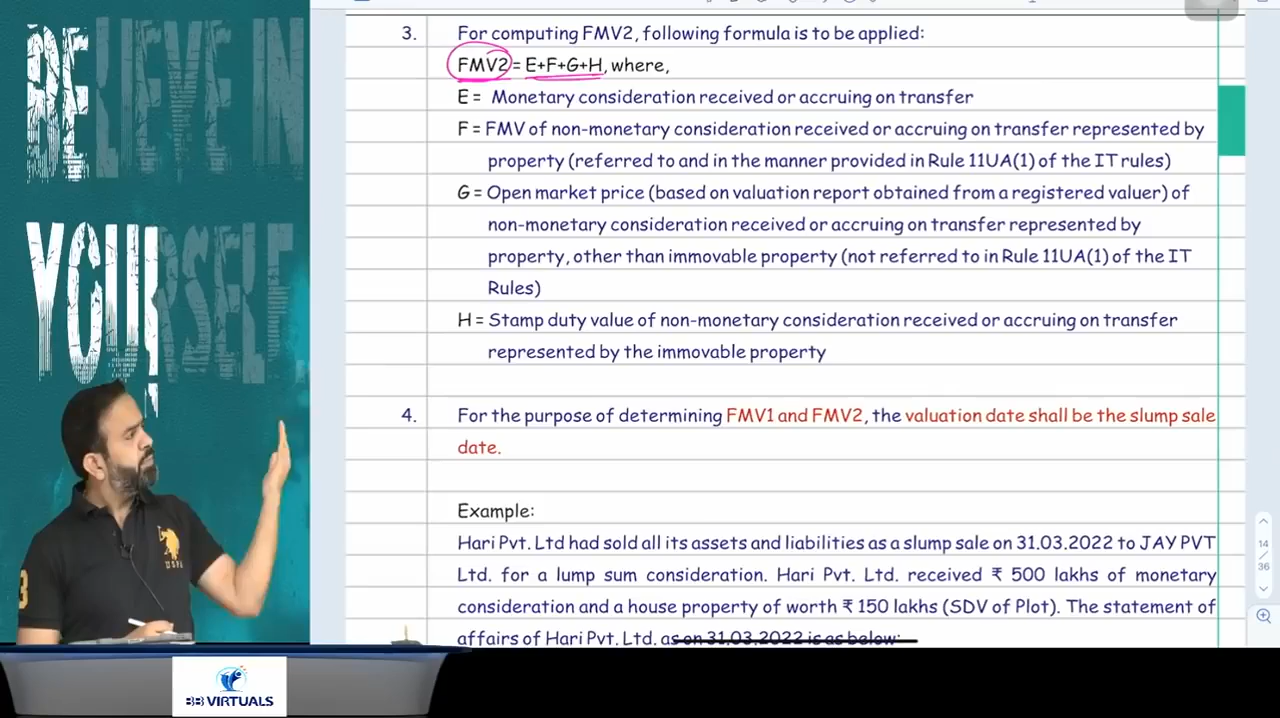 BELIEVE IN
YOURSELF
3. For computing FMV2, following formula is to be applied:
FMV2 = E+F+G+H, where,
E = Monetary consideration received or accruing on transfer
F = FMV of non-monetary consideration received or accruing on transfer represented by
property (referred to and in the manner provided in Rule 11UA(1) of the IT rules)
G = Open market price (based on valuation report obtained from a registered valuer) of
non-monetary consideration received or accruing on transfer represented by
property, other than immovable property (not referred to in Rule 11UA(1) of the IT
Rules)
H = Stamp duty value of non-monetary consideration received or accruing on transfer
represented by the immovable property
4. For the purpose of determining FMV1 and FMV2, the valuation date shall be the slump sale
date.
Example:
Hari Pvt. Ltd had sold all its assets and liabilities as a slump sale on 31.03.2022 to JAY PVT
Ltd. for a lump sum consideration. Hari Pvt. Ltd. received ₹ 500 lakhs of monetary
consideration and a house property of worth ₹ 150 lakhs (SDV of Plot). The statement of
affairs of Hari Pvt. Ltd. as on 31.03.2022 is as below:
14
/
36
U.S. PA
3
BB VIRTUALS